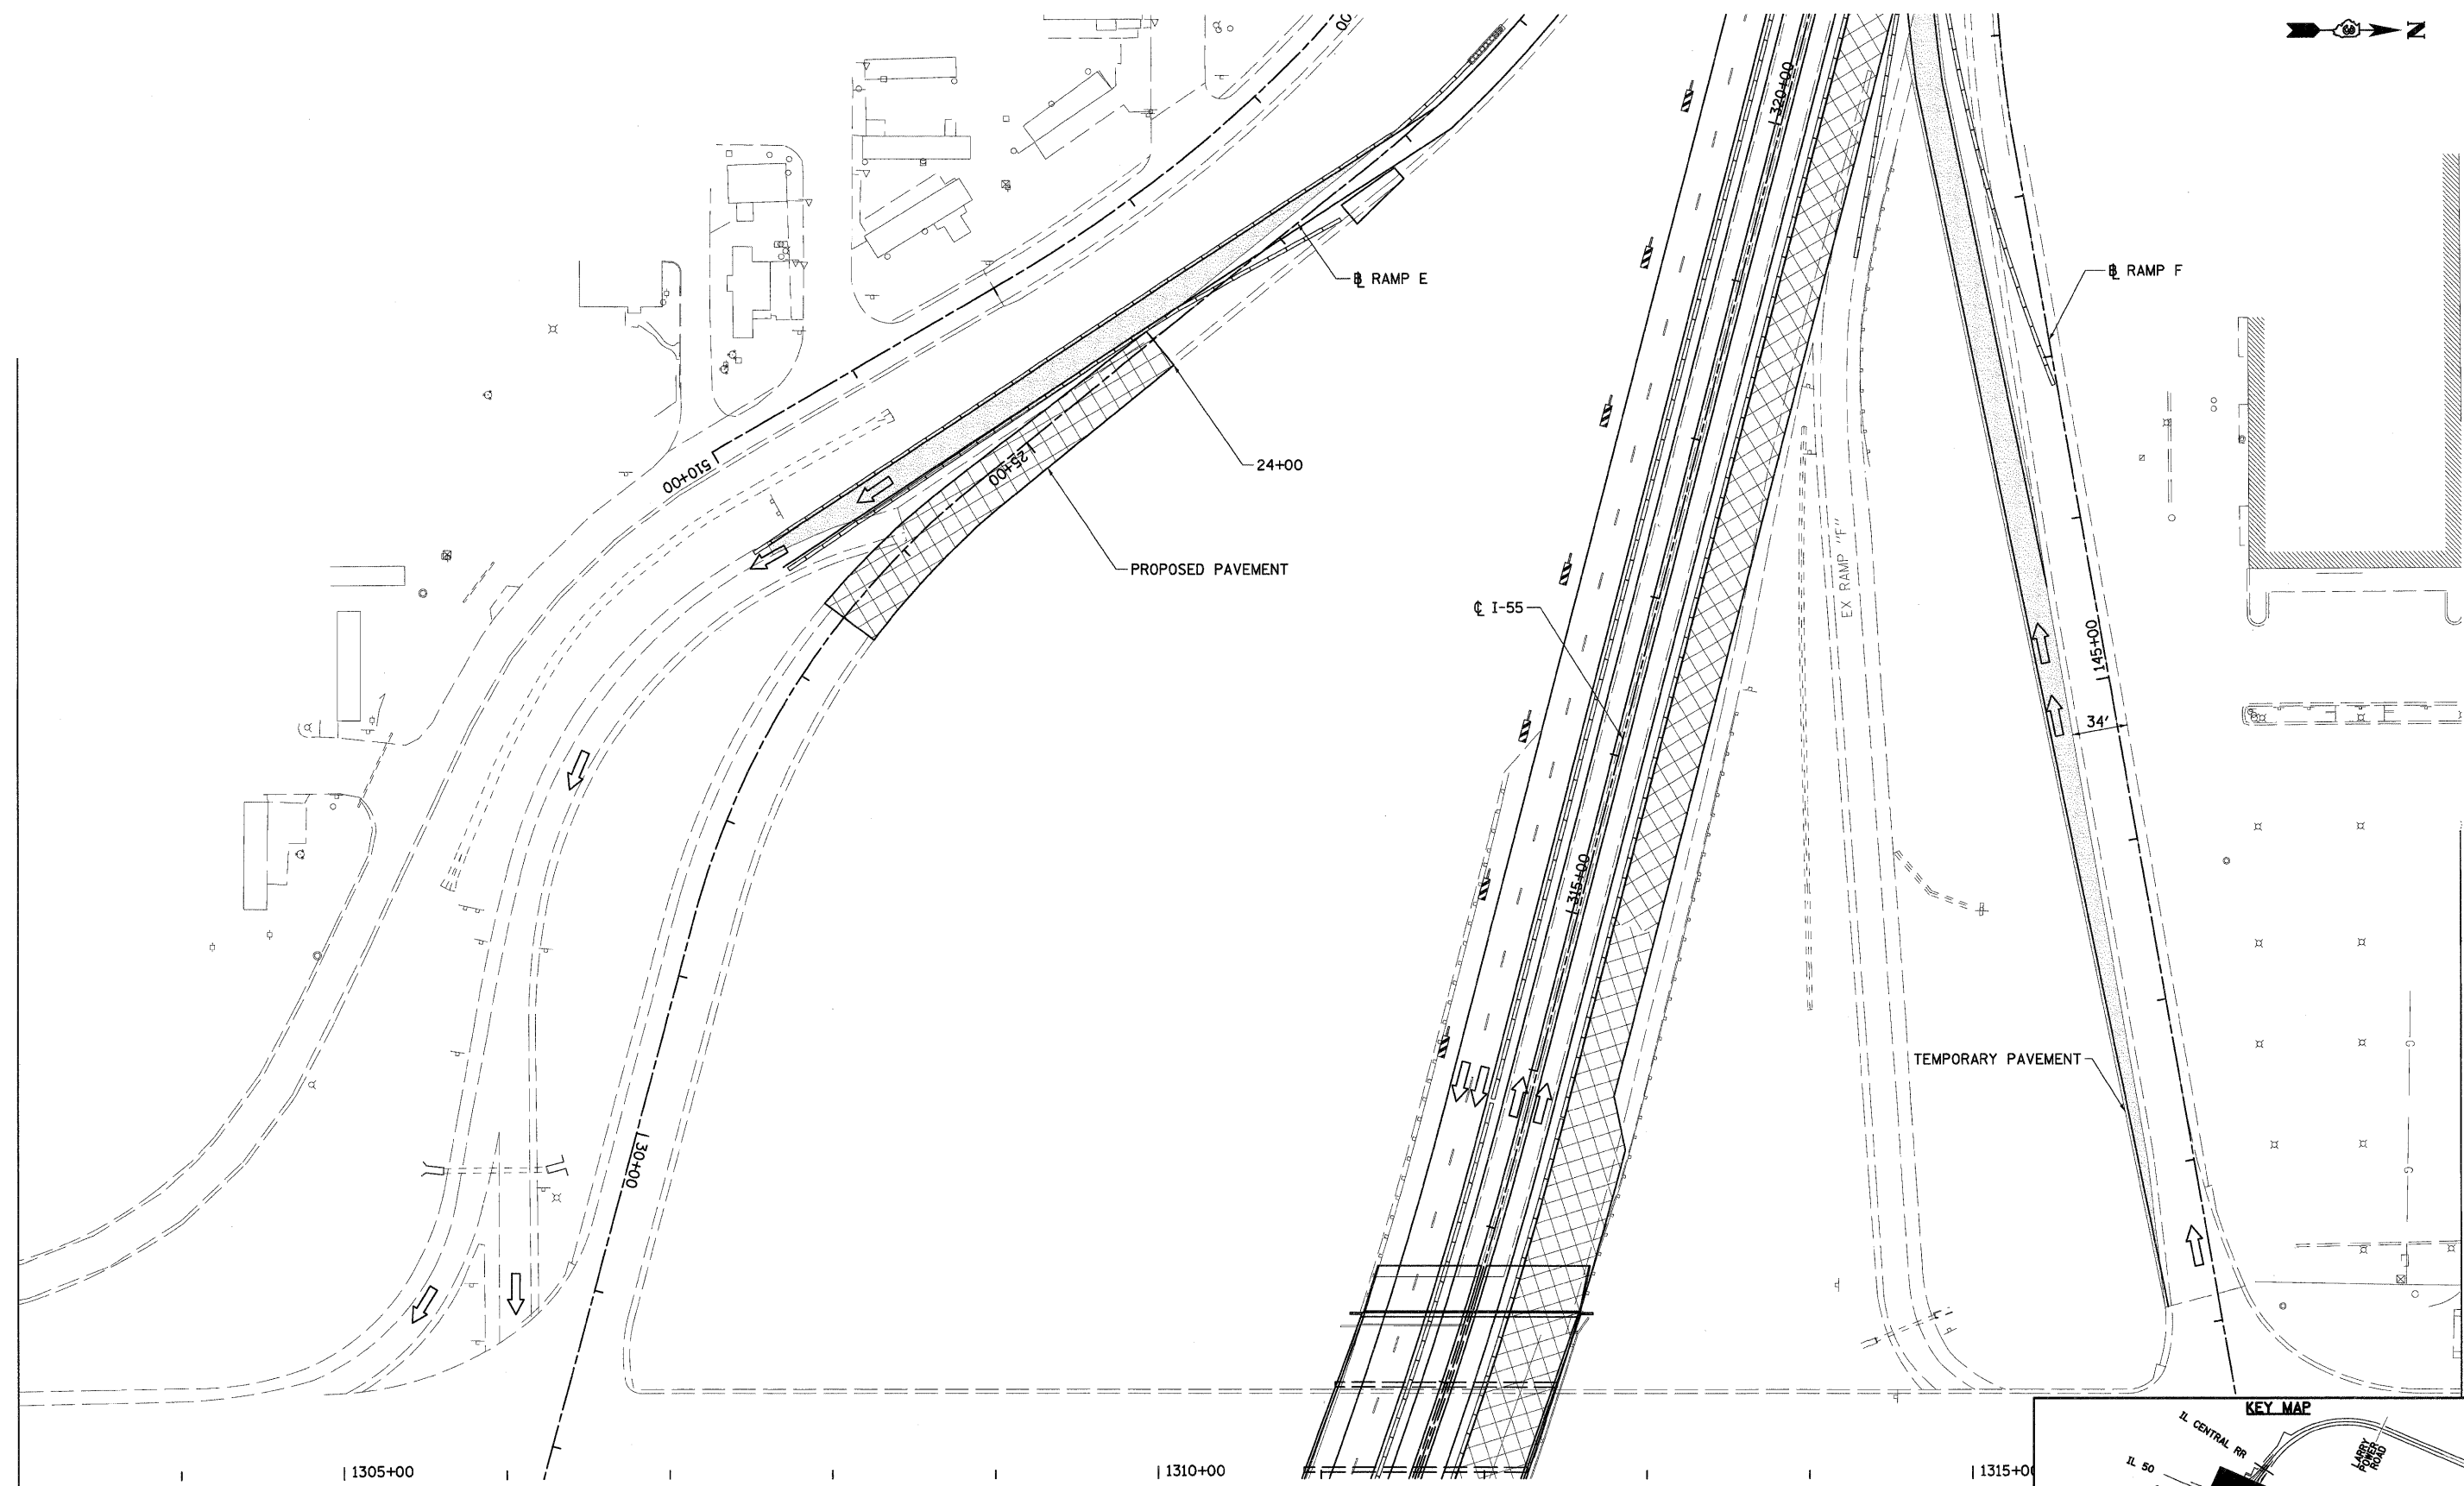 N
00
320+00
RAMP E
RAMP F
510+00
25+00
24+00
PROPOSED PAVEMENT
EX RAMP "F"
℄ I-55
145+00
34'
315+00
TEMPORARY PAVEMENT
G
30+00
G
KEY MAP
IL CENTRAL RR
LARRY
POWER
ROAD
IL 50
1305+00
1310+00
1315+00